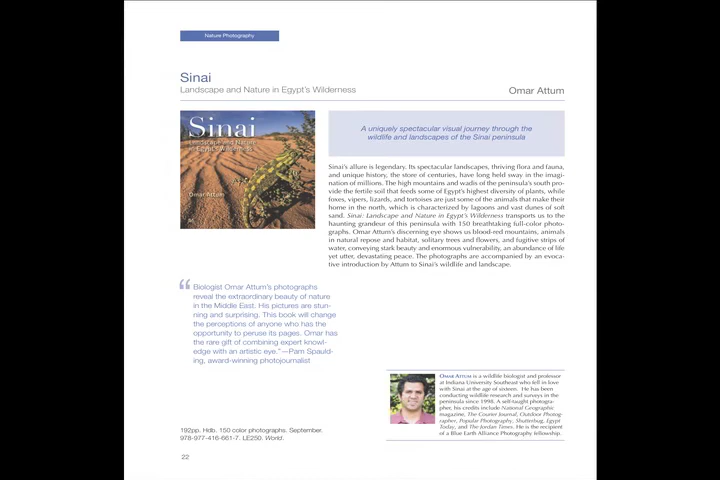 Nature Photography
Sinai
Landscape and Nature in Egypt's Wilderness
Omar Attum
Sinai
Landscape and Nature
in Egypt's Wilderness
Omar Attum
A uniquely spectacular visual journey through the
wildlife and landscapes of the Sinai peninsula
Sinai's allure is legendary. Its spectacular landscapes, thriving flora and fauna,
and unique history, the store of centuries, have long held sway in the imagi-
nation of millions. The high mountains and wadis of the peninsula's south pro-
vide the fertile soil that feeds some of Egypt's highest diversity of plants, while
foxes, vipers, lizards, and tortoises are just some of the animals that make their
home in the north, which is characterized by lagoons and vast dunes of soft
sand. Sinai: Landscape and Nature in Egypt's Wilderness transports us to the
haunting grandeur of this peninsula with 150 breathtaking full-color photo-
graphs. Omar Attum's discerning eye shows us blood-red mountains, animals
in natural repose and habitat, solitary trees and flowers, and fugitive strips of
water, conveying stark beauty and enormous vulnerability, an abundance of life
yet utter, devastating peace. The photographs are accompanied by an evoca-
tive introduction by Attum to Sinai's wildlife and landscape.
“ Biologist Omar Attum's photographs
reveal the extraordinary beauty of nature
in the Middle East. His pictures are stun-
ning and surprising. This book will change
the perceptions of anyone who has the
opportunity to peruse its pages. Omar has
the rare gift of combining expert knowl-
edge with an artistic eye.”—Pam Spauld-
ing, award-winning photojournalist
OMAR ATTUM is a wildlife biologist and professor
at Indiana University Southeast who fell in love
with Sinai at the age of sixteen. He has been
conducting wildlife research and surveys in the
peninsula since 1998. A self-taught photogra-
pher, his credits include National Geographic
magazine, The Courier Journal, Outdoor Photog-
rapher, Popular Photography, Shutterbug, Egypt
Today, and The Jordan Times. He is the recipient
of a Blue Earth Alliance Photography fellowship.
192pp. Hdb. 150 color photographs. September.
978-977-416-661-7. LE250. World.
22